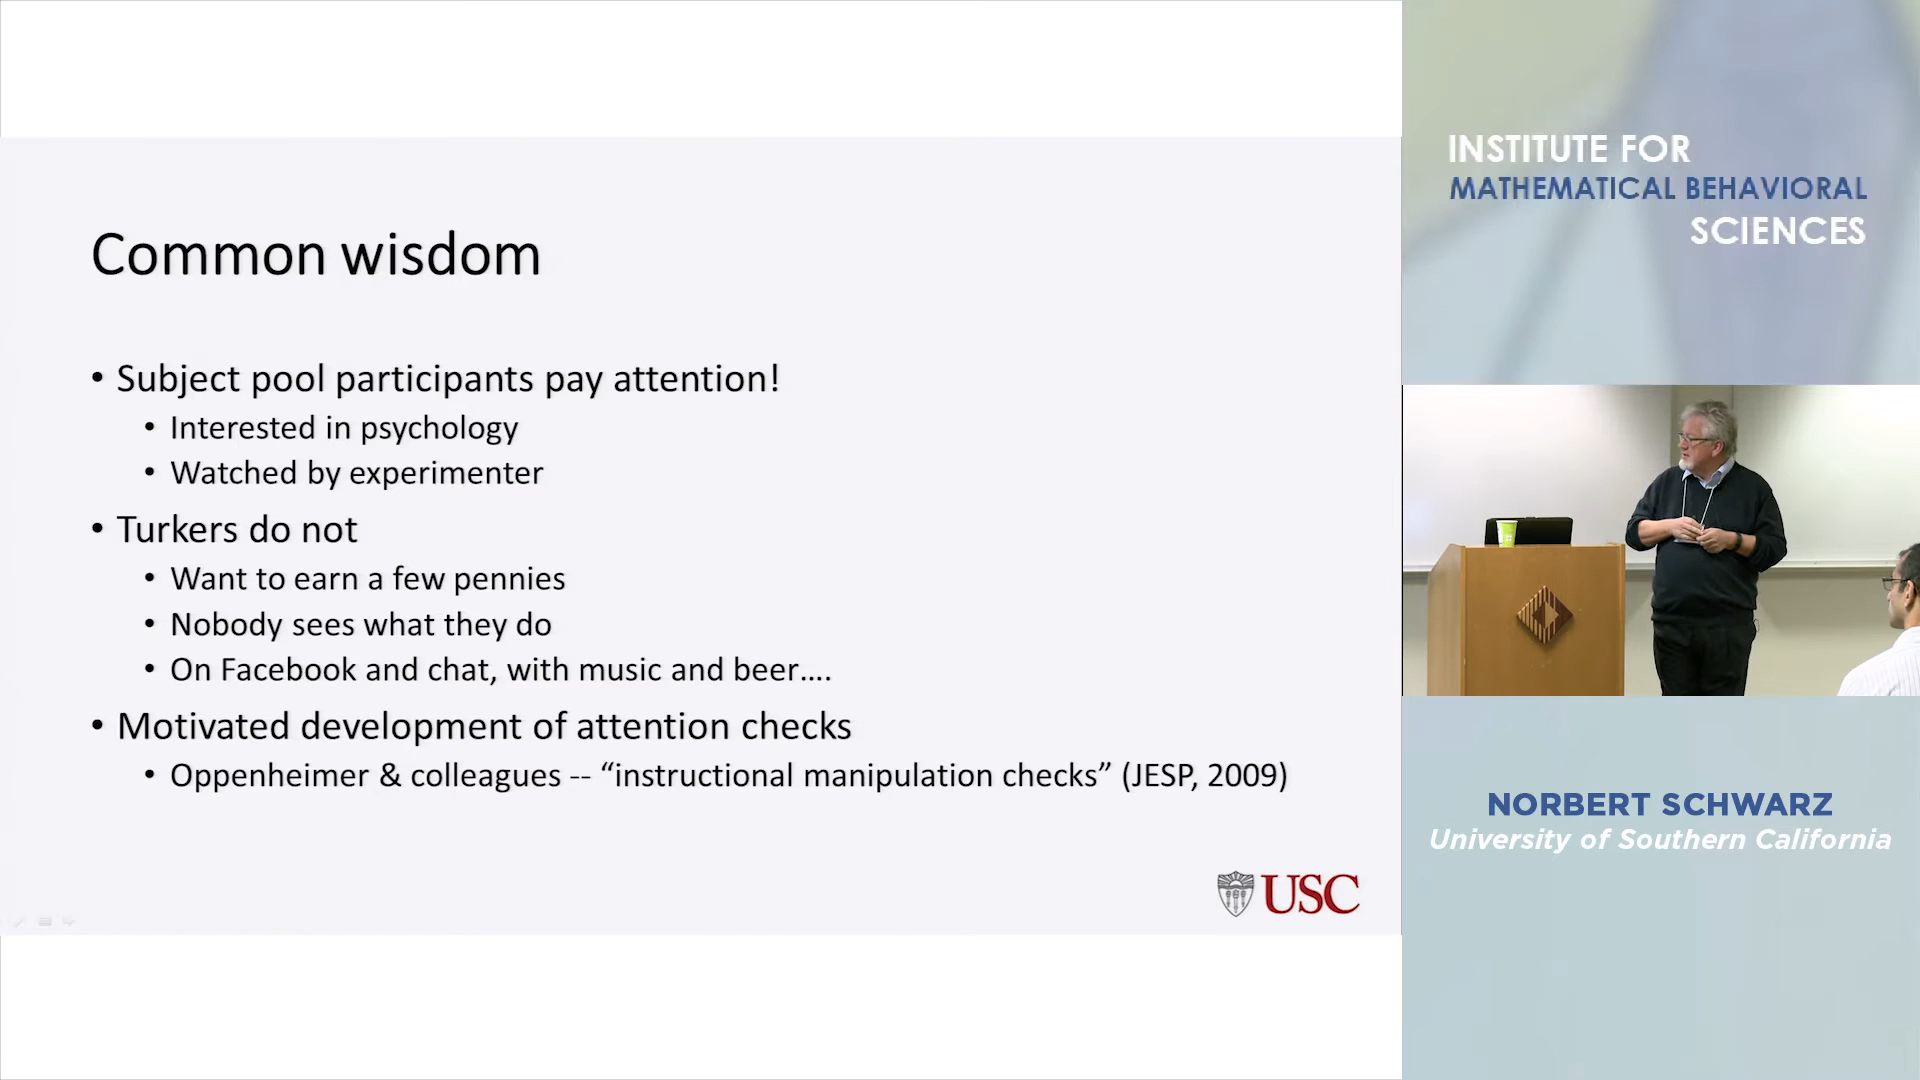 Common wisdom
• Subject pool participants pay attention!
• Interested in psychology
• Watched by experimenter
• Turkers do not
• Want to earn a few pennies
• Nobody sees what they do
• On Facebook and chat, with music and beer....
• Motivated development of attention checks
• Oppenheimer & colleagues -- “instructional manipulation checks” (JESP, 2009)
USC
INSTITUTE FOR
MATHEMATICAL BEHAVIORAL
SCIENCES
NORBERT SCHWARZ
University of Southern California